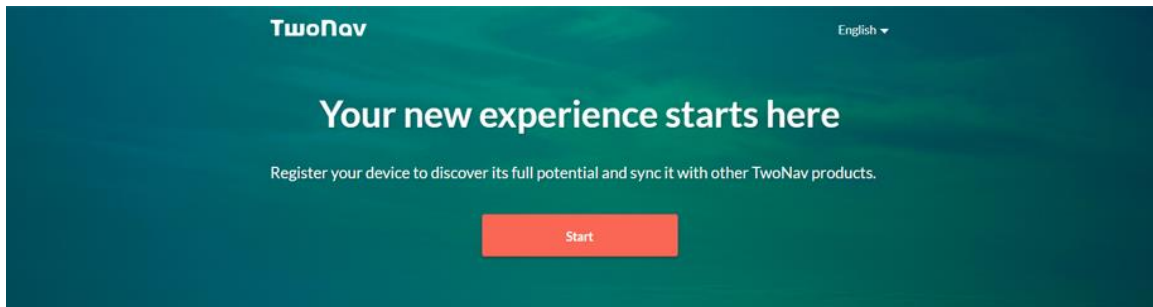 TwoNav
English
Your new experience starts here
Register your device to discover its full potential and sync it with other TwoNav products.
Start